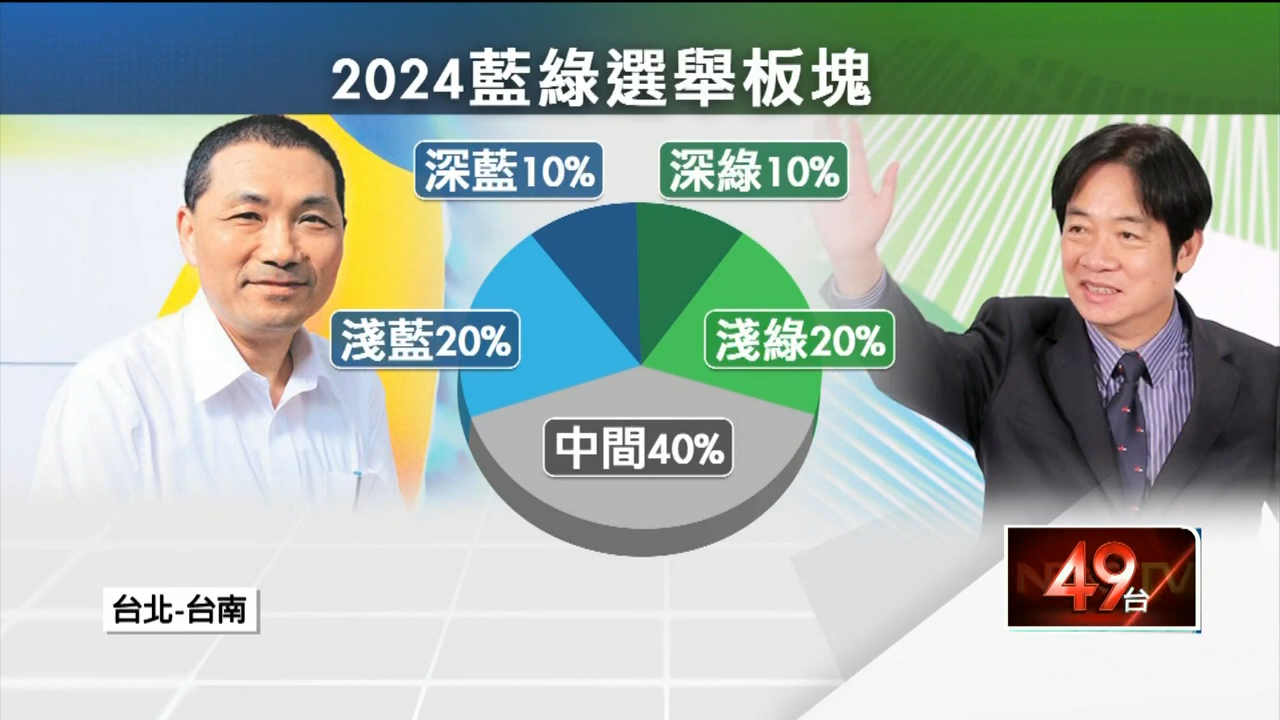 2024藍綠選舉板塊
深藍10%
深綠10%
淺藍20%
淺綠20%
中間40%
台北-台南
49台